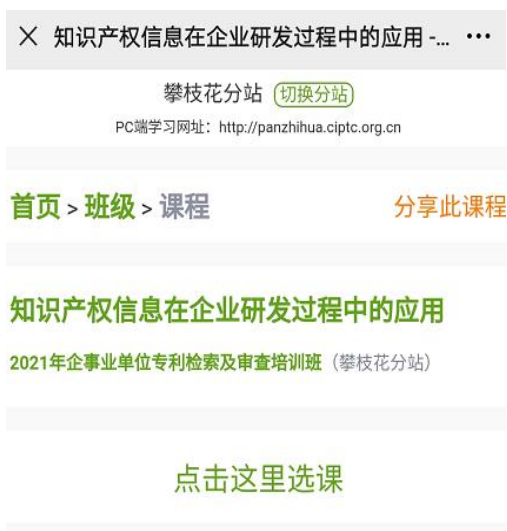 知识产权信息在企业研发过程中的应用 -...
攀枝花分站 切换分站
PC端学习网址：http://panzhihua.ciptc.org.cn
首页 > 班级 > 课程 分享此课程
知识产权信息在企业研发过程中的应用
2021年企事业单位专利检索及审查培训班（攀枝花分站）
点击这里选课